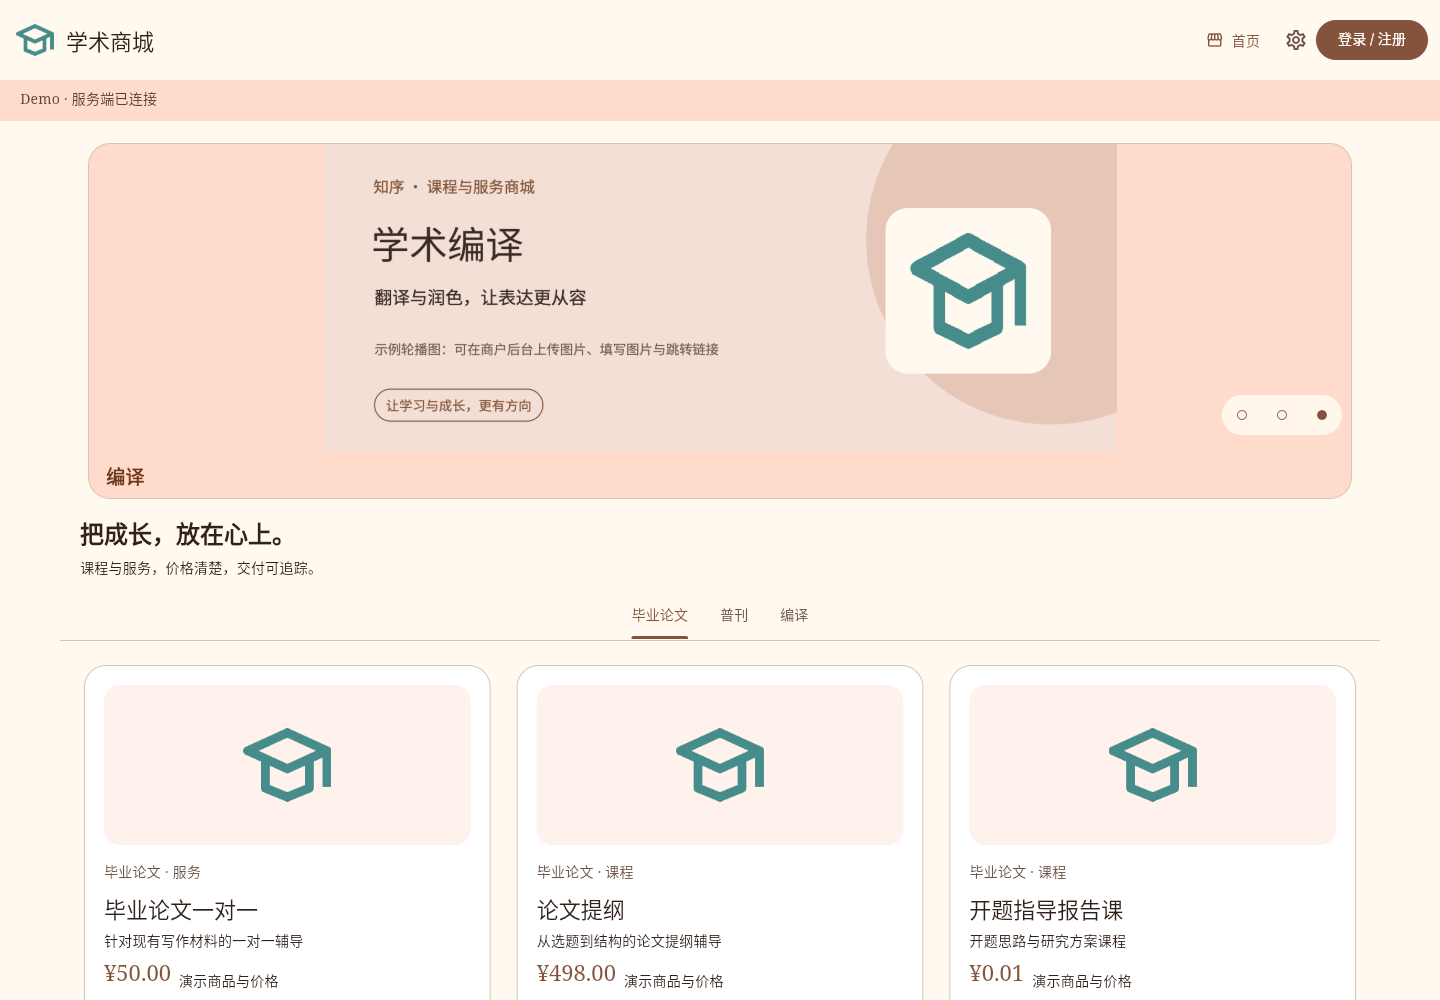 学术商城
首页
登录 / 注册
Demo · 服务端已连接
知序 · 课程与服务商城
学术编译
翻译与润色，让表达更从容
示例轮播图：可在商户后台上传图片、填写图片与跳转链接
让学习与成长，更有方向
编译
把成长，放在心上。
课程与服务，价格清楚，交付可追踪。
毕业论文
普刊
编译
毕业论文 · 服务
毕业论文一对一
针对现有写作材料的一对一辅导
¥50.00 演示商品与价格
毕业论文 · 课程
论文提纲
从选题到结构的论文提纲辅导
¥498.00 演示商品与价格
毕业论文 · 课程
开题指导报告课
开题思路与研究方案课程
¥0.01 演示商品与价格